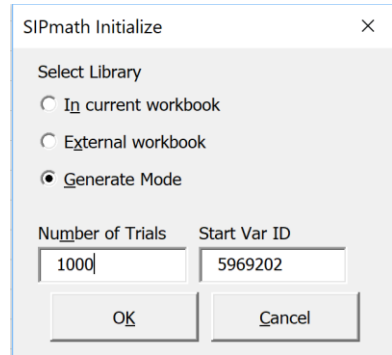 SIPmath Initialize
Select Library
In current workbook
External workbook
Generate Mode
Number of Trials Start Var ID
1000 5969202
OK Cancel